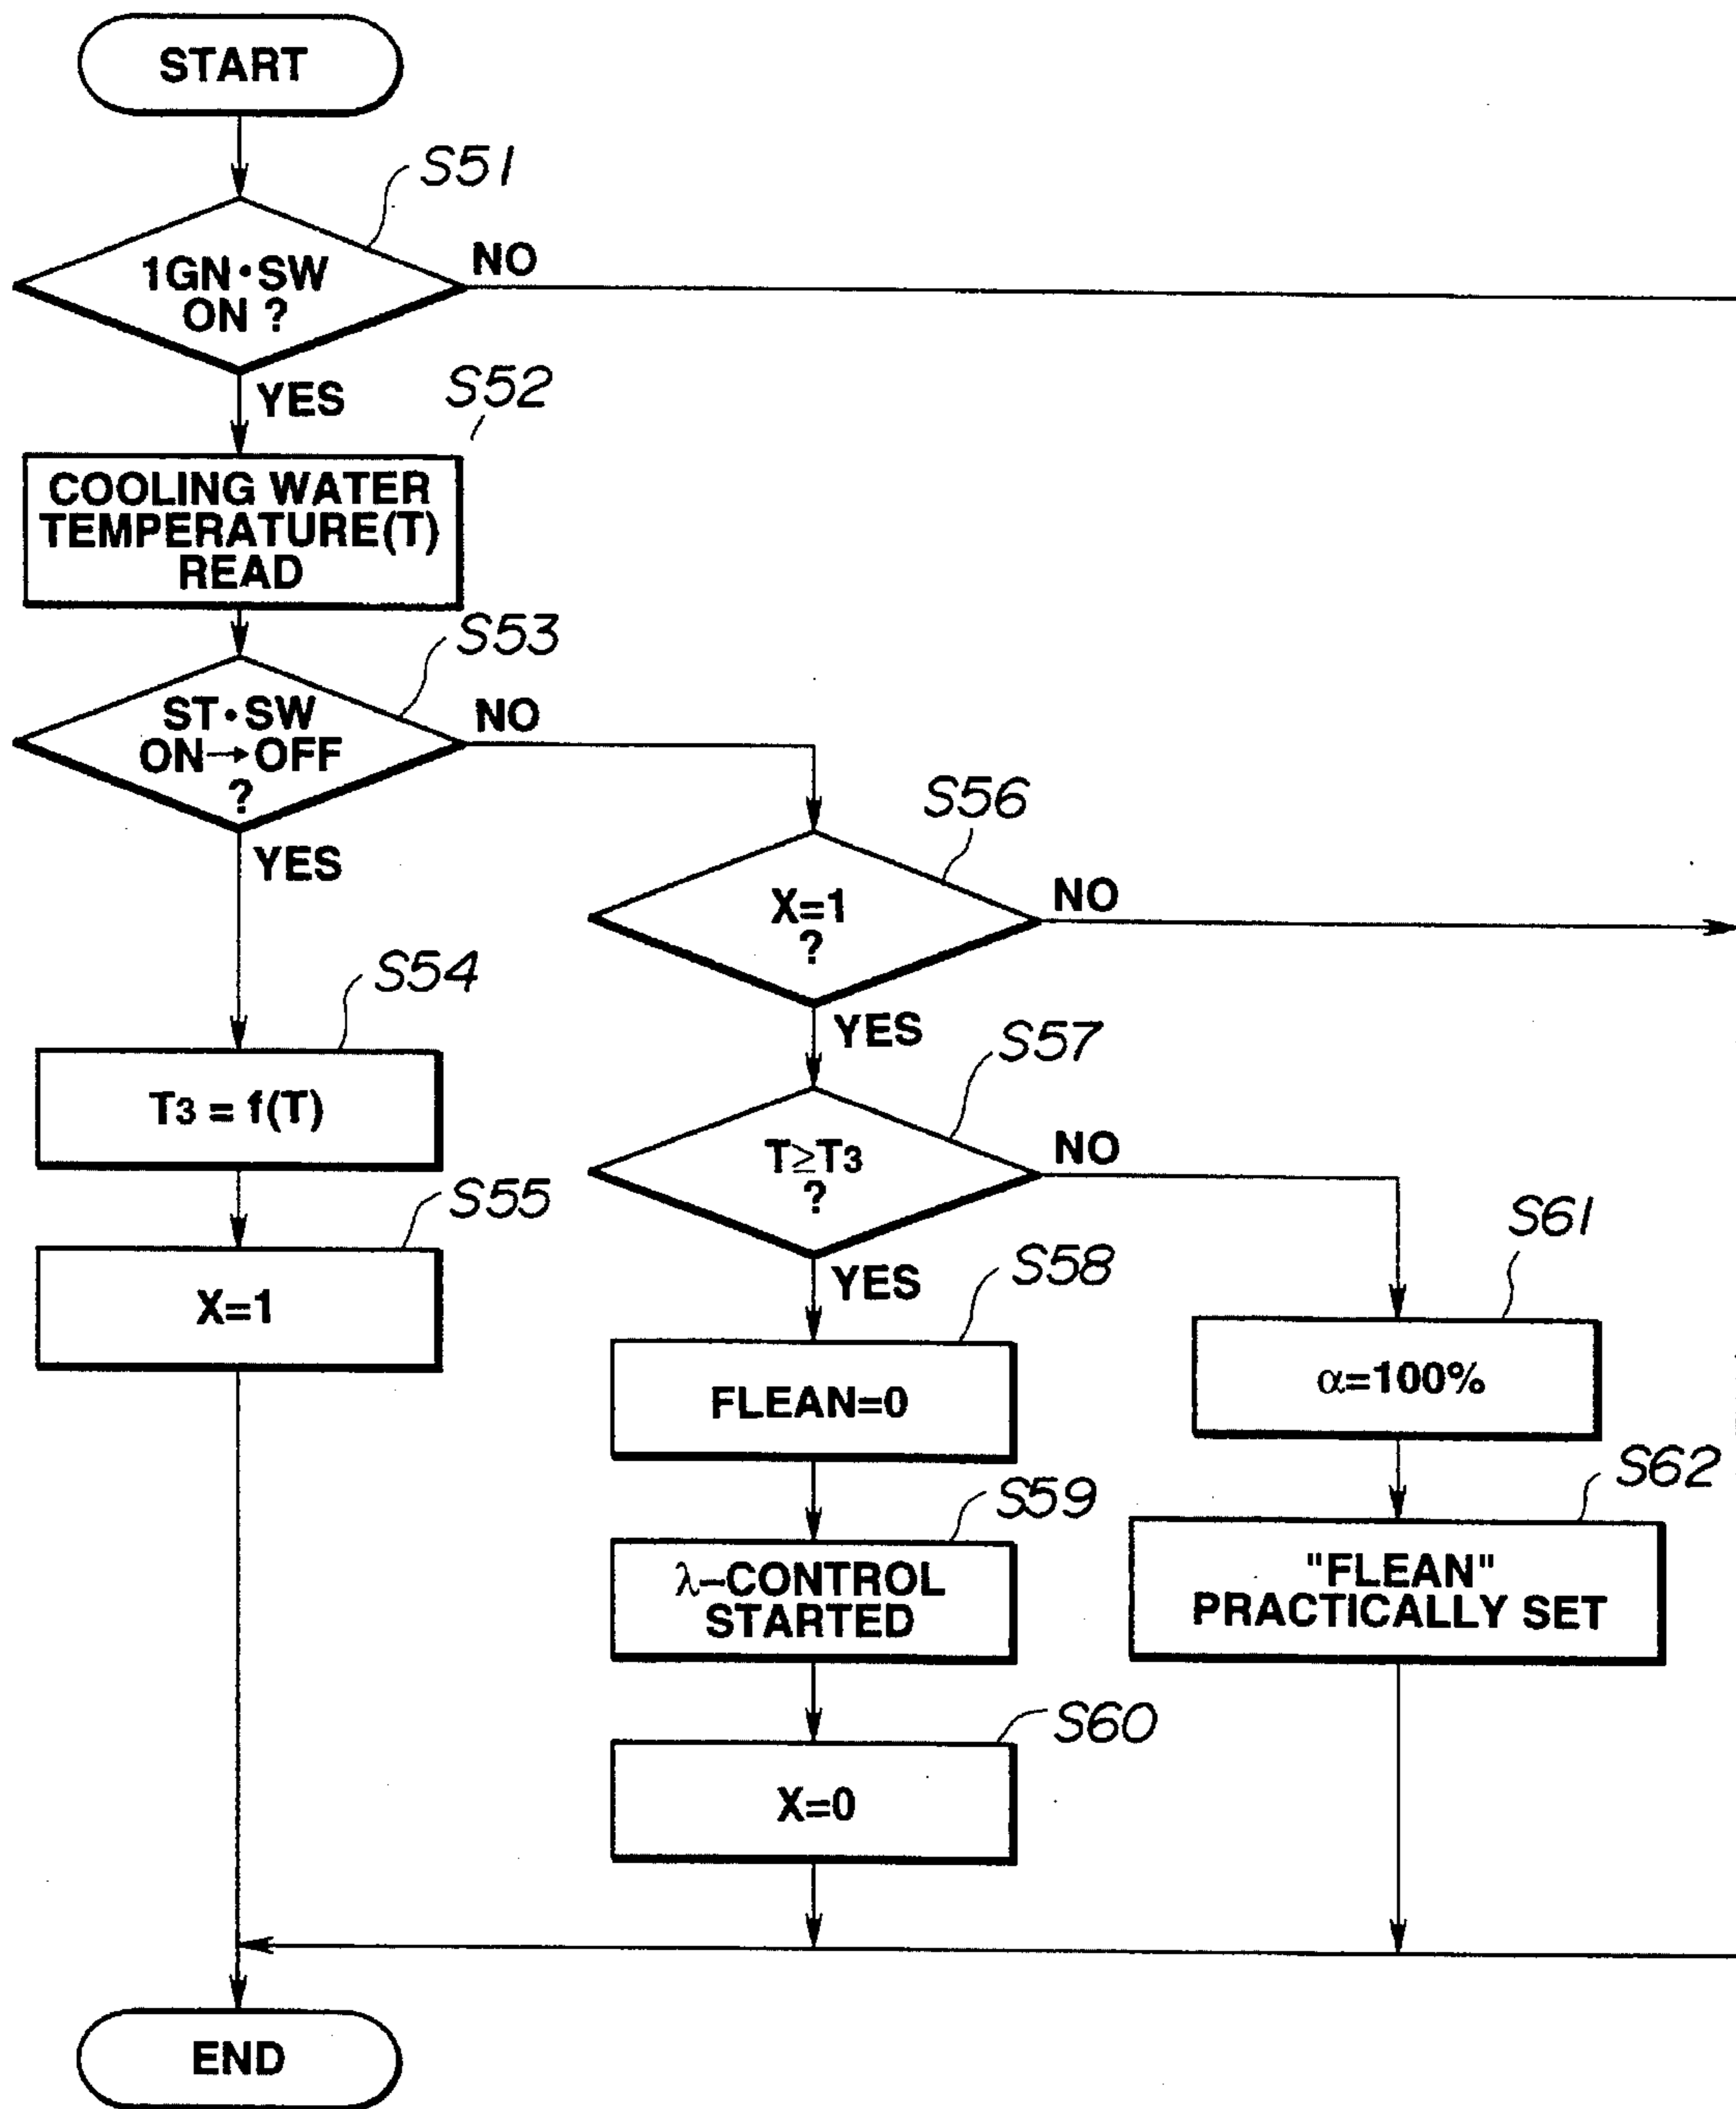 START
S51
1GN•SW
ON ?
NO
YES
S52
COOLING WATER
TEMPERATURE(T)
READ
S53
ST•SW
ON→OFF
?
NO
YES
S56
X=1
?
NO
YES
S54
T3 = f(T)
S57
T≧T3
?
NO
YES
S55
X=1
S58
FLEAN=0
S61
α=100%
S59
λ–CONTROL
STARTED
S62
"FLEAN"
PRACTICALLY SET
S60
X=0
END